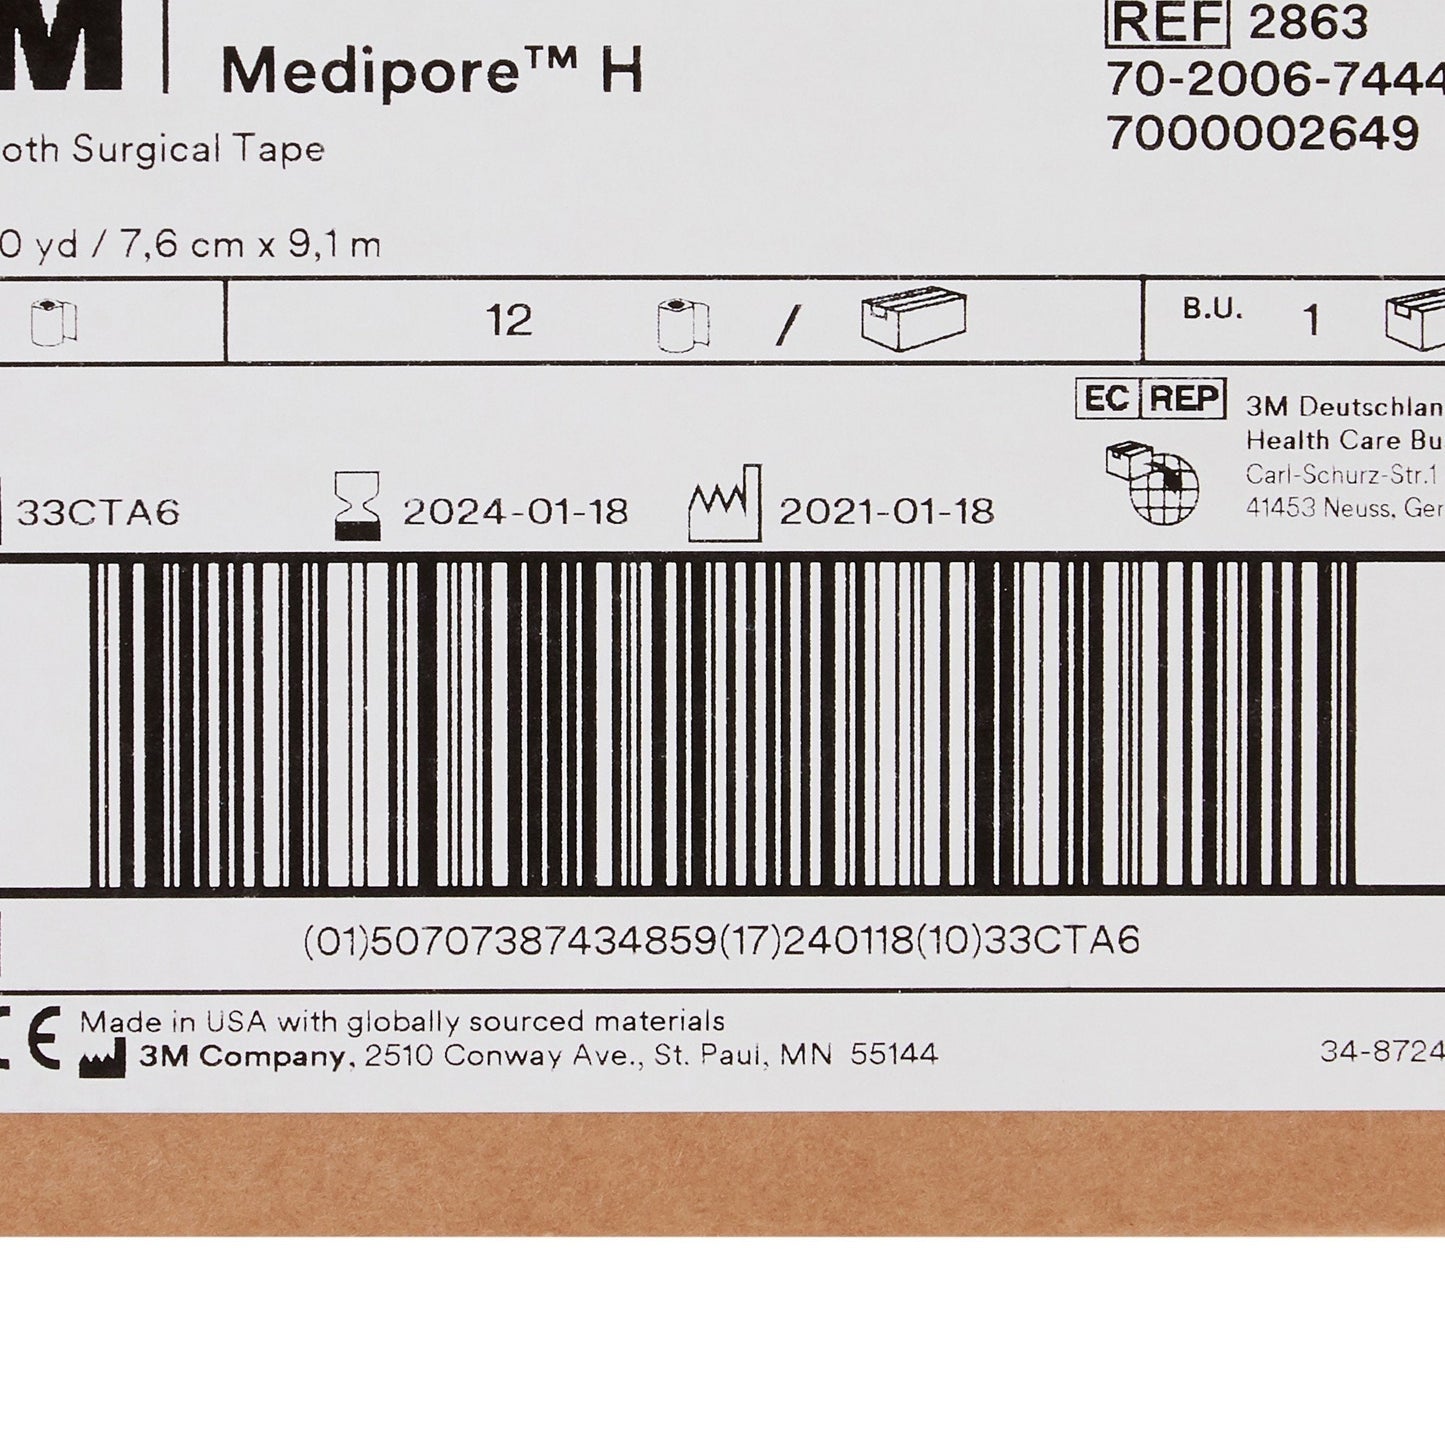 M
Medipore™ H
oth Surgical Tape
0 yd / 7,6 cm x 9,1 m
REF 2863
70-2006-7444
7000002649
12 /
B.U. 1
EC REP
3M Deutschlan
Health Care Bu
Carl-Schurz-Str.1
41453 Neuss, Ger
33CTA6
2024-01-18
2021-01-18
(01)50707387434859(17)240118(10)33CTA6
CE
Made in USA with globally sourced materials
3M Company, 2510 Conway Ave., St. Paul, MN 55144
34-8724